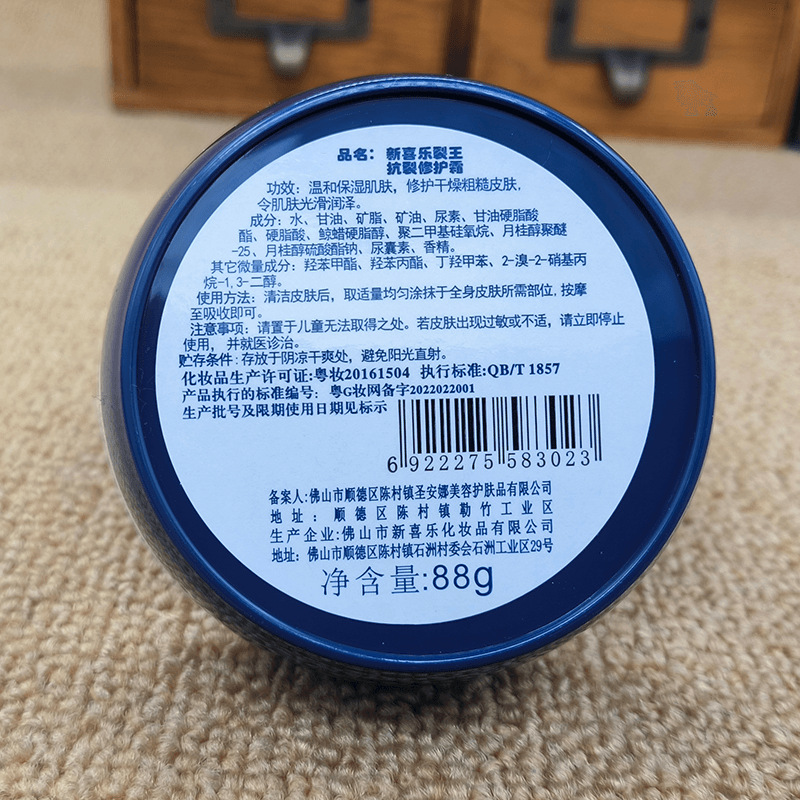 品名：新喜乐裂王
抗裂修护霜
功效：温和保湿肌肤，修护干燥粗糙皮肤，
令肌肤光滑润泽。
成分：水、甘油、矿脂、矿油、尿素、甘油硬脂酸
酯、硬脂酸、鲸蜡硬脂醇、聚二甲基硅氧烷、月桂醇聚醚
-25、月桂醇硫酸酯钠、尿囊素、香精。
其它微量成分：羟苯甲酯、羟苯丙酯、丁羟甲苯、2-溴-2-硝基丙
烷-1,3-二醇。
使用方法：清洁皮肤后，取适量均匀涂抹于全身皮肤所需部位,按摩
至吸收即可。
注意事项：请置于儿童无法取得之处。若皮肤出现过敏或不适，请立即停止
使用，并就医诊治。
贮存条件：存放于阴凉干爽处，避免阳光直射。
化妆品生产许可证:粤妆20161504 执行标准:QB/T 1857
产品执行的标准编号： 粤G妆网备字2022022001
生产批号及限期使用日期见标示
6 922275 583023
备案人:佛山市顺德区陈村镇圣安娜美容护肤品有限公司
地址：顺德区陈村镇勒竹工业区
生产企业:佛山市新喜乐化妆品有限公司
地址:佛山市顺德区陈村镇石洲村委会石洲工业区29号
净含量:88g